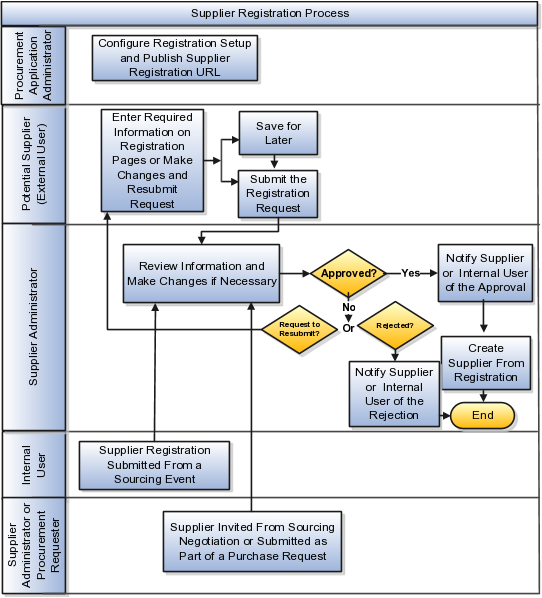 Supplier Registration Process
Procurement
Application
Administrator
Configure Registration Setup
and Publish Supplier
Registration URL
Potential Supplier
(External User)
Enter Required
Information on
Registration
Pages or Make
Changes and
Resubmit
Request
Save for
Later
Submit the
Registration
Request
Supplier Administrator
Review Information and
Make Changes if Necessary
Approved?
Yes
Notify Supplier
or Internal User
of the Approval
No
Or
Request to
Resubmit?
Rejected?
Notify Supplier
or Internal
User of the
Rejection
Create
Supplier From
Registration
End
Internal
User
Supplier Registration
Submitted From a
Sourcing Event
Supplier
Administrator or
Procurement
Requester
Supplier Invited From Sourcing
Negotiation or Submitted as
Part of a Purchase Request